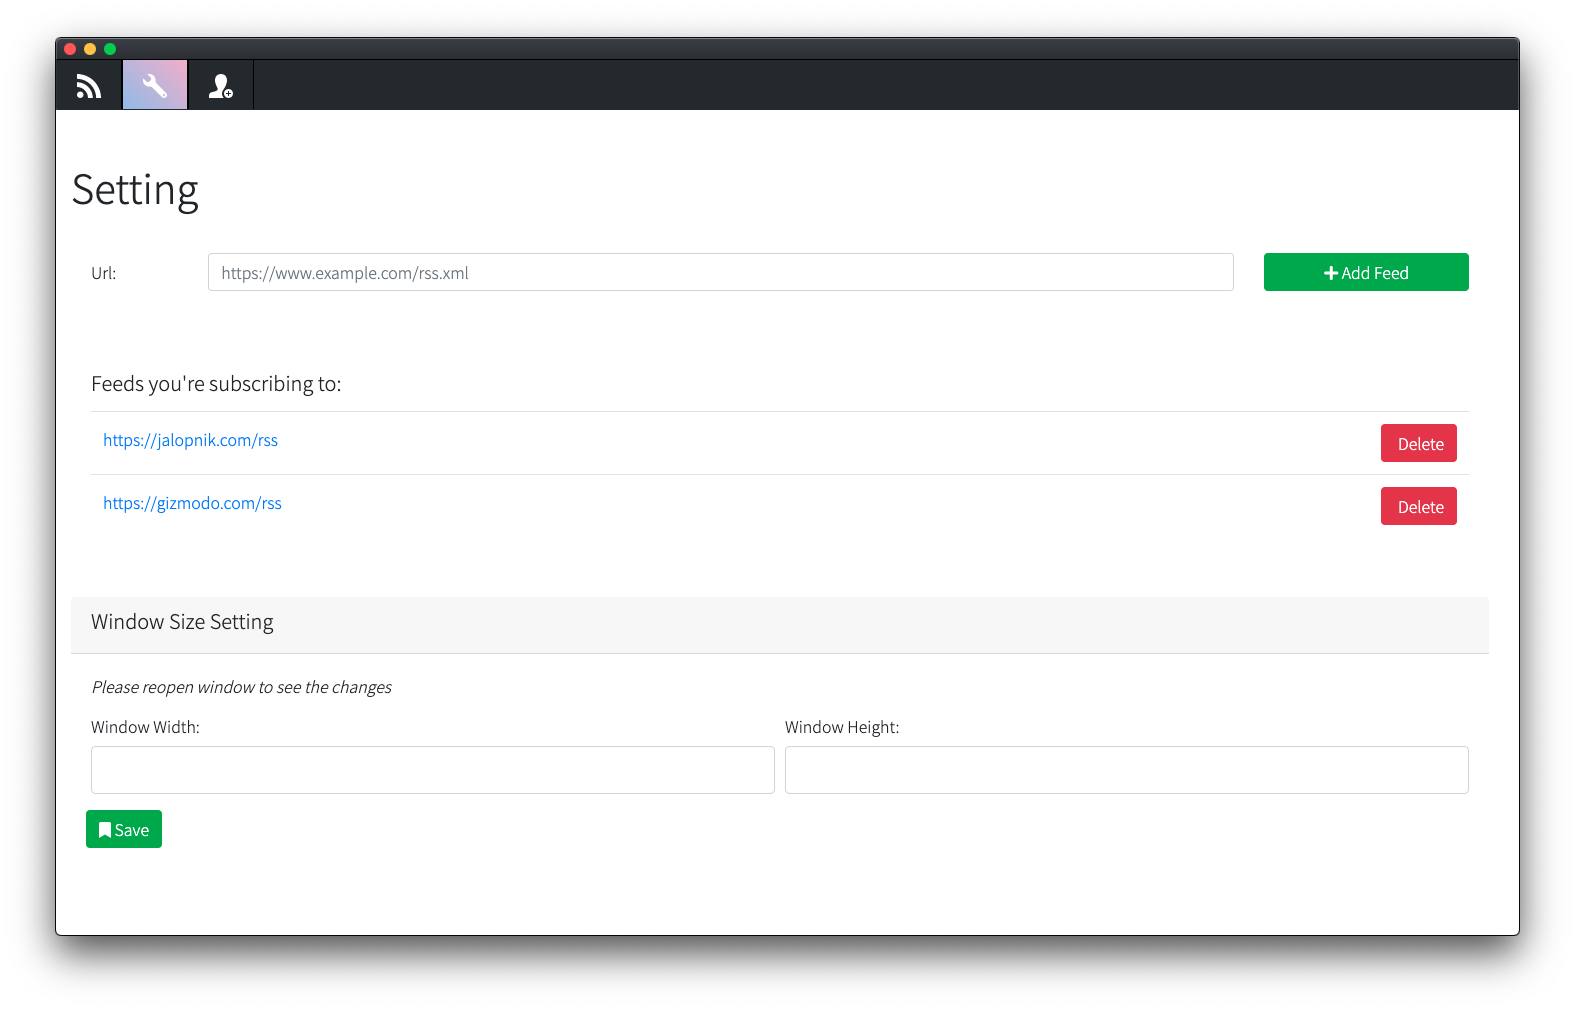 Setting
Url:
https://www.example.com/rss.xml
Add Feed
Feeds you're subscribing to:
https://jalopnik.com/rss
Delete
https://gizmodo.com/rss
Delete
Window Size Setting
Please reopen window to see the changes
Window Width:
Window Height:
Save